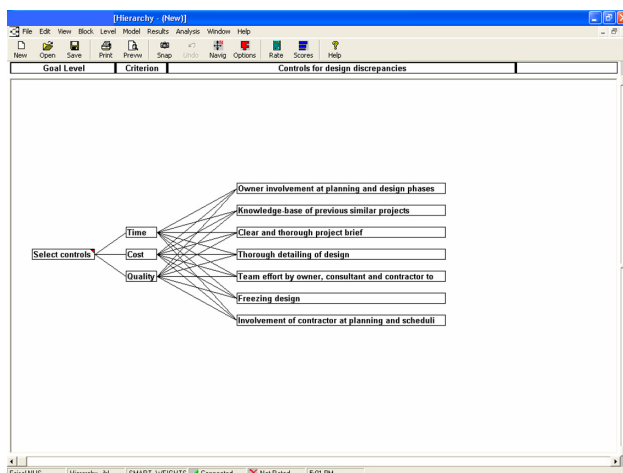 [Hierarchy - (New)]
File Edit View Block Level Model Results Analysis Window Help
New Open Save Print Prevw Snap Undo Navig Options Rate Scores Help
Goal Level Criterion Controls for design discrepancies
Owner involvement at planning and design phases
Knowledge-base of previous similar projects
Time Clear and thorough project brief
Select controls Cost Thorough detailing of design
Quality Team effort by owner, consultant and contractor to
Freezing design
Involvement of contractor at planning and scheduli
SMART WEIGHTS Connected Not Rated 5:01 PM